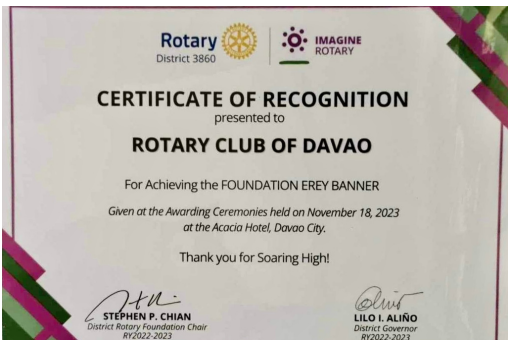 Rotary
District 3860
IMAGINE
ROTARY
CERTIFICATE OF RECOGNITION
presented to
ROTARY CLUB OF DAVAO
For Achieving the FOUNDATION EREY BANNER
Given at the Awarding Ceremonies held on November 18, 2023
at the Acacia Hotel, Davao City.
Thank you for Soaring High!
STEPHEN P. CHIAN
District Rotary Foundation Chair
RY2022-2023
LILO I. ALIÑO
District Governor
RY2022-2023